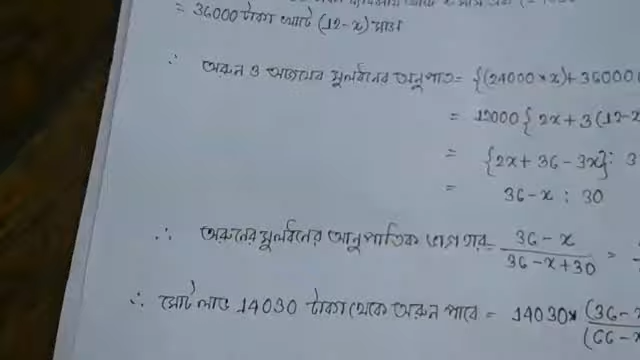 = 36000 টাকা খাটে (12-x) মাস
∴ অরুন ও অজয়ের মূলধনের অনুপাত = {(24000 × x) + 36000
= 12000 { 2x + 3 (12-x
= {2x + 36 - 3x} : 3
= 36 - x : 30
∴ অরুনের মূলধনের আনুপাতিক ভাগ হার = 36 - x / 36 - x + 30 =
∴ মোট লাভ 14030 টাকা থেকে অরুন পাবে = 14030 × (36 - x / (66 - x